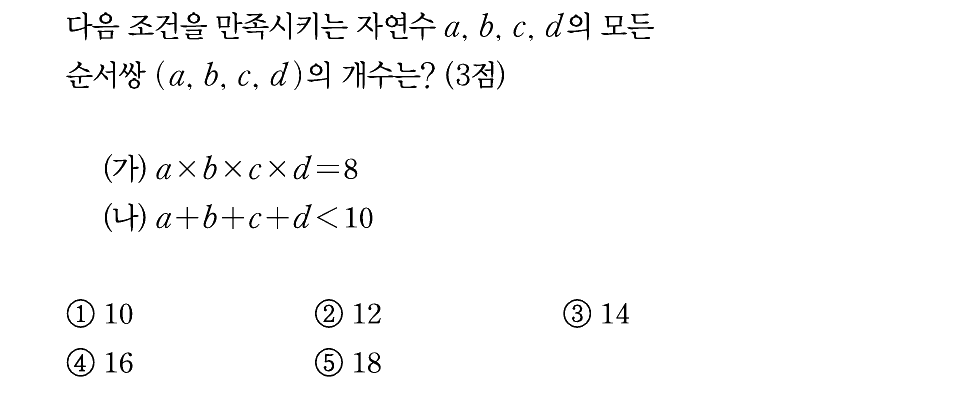 다음 조건을 만족시키는 자연수 a, b, c, d의 모든
순서쌍 (a, b, c, d)의 개수는? (3점)
(가) a×b×c×d=8
(나) a+b+c+d<10
① 10 ② 12 ③ 14
④ 16 ⑤ 18